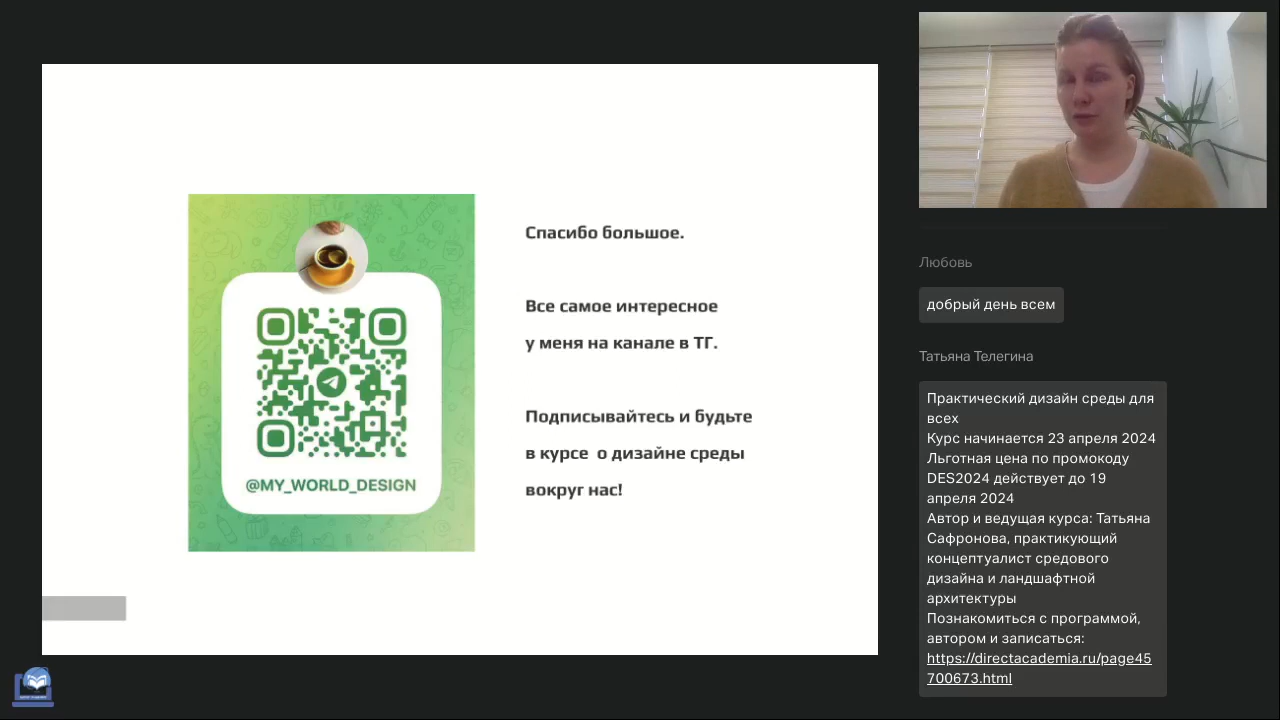 Спасибо большое.
Все самое интересное
у меня на канале в ТГ.
Подписывайтесь и будьте
в курсе о дизайне среды
вокруг нас!
@MY_WORLD_DESIGN
Любовь
добрый день всем
Татьяна Телегина
Практический дизайн среды для
всех
Курс начинается 23 апреля 2024
Льготная цена по промокоду
DES2024 действует до 19
апреля 2024
Автор и ведущая курса: Татьяна
Сафронова, практикующий
концептуалист средового
дизайна и ландшафтной
архитектуры
Познакомиться с программой,
автором и записаться:
https://directacademia.ru/page45
700673.html